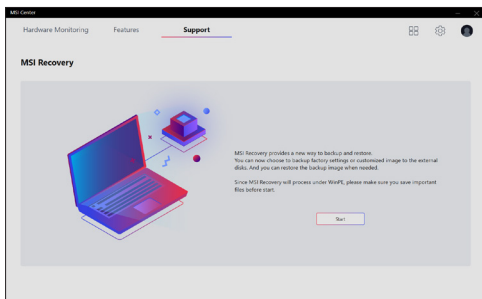 MSI Center
Hardware Monitoring
Features
Support
MSI Recovery
MSI Recovery provides a new way to backup and restore.
You can now choose to backup factory settings or customized image to the external
disks. And you can restore the backup image when needed.
Since MSI Recovery will process under WinPE, please make sure you save important
files before start.
Start